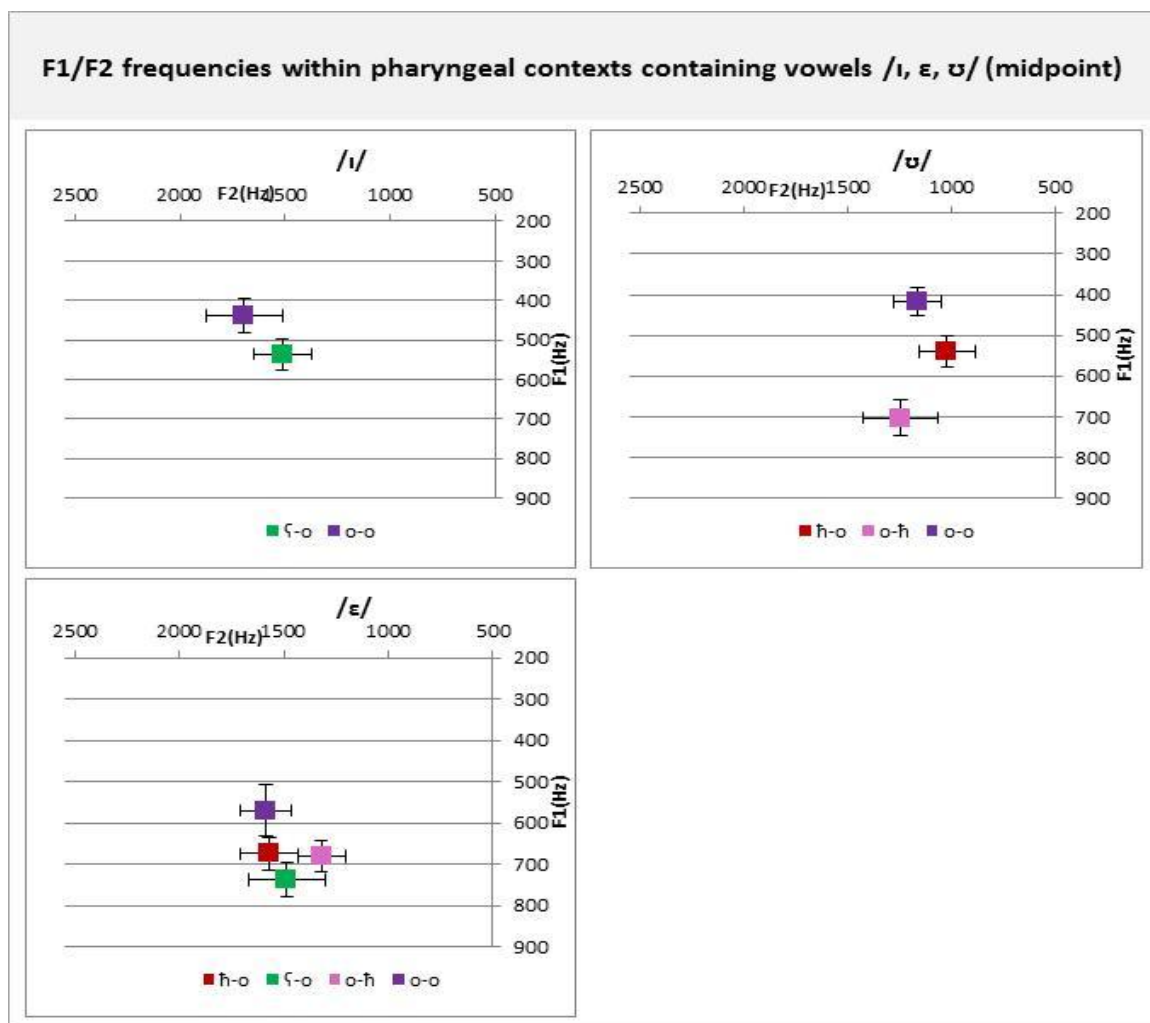 F1/F2 frequencies within pharyngeal contexts containing vowels /ɪ, ɛ, ʊ/ (midpoint)
/ɪ/
F2(Hz)
2500 2000 1500 1000 500
200
300
400
500
600
700
800
900
F1(Hz)
ʕ-o o-o
/ʊ/
F2(Hz)
2500 2000 1500 1000 500
200
300
400
500
600
700
800
900
F1(Hz)
ħ-o o-ħ o-o
/ɛ/
F2(Hz)
2500 2000 1500 1000 500
200
300
400
500
600
700
800
900
F1(Hz)
ħ-o ʕ-o o-ħ o-o